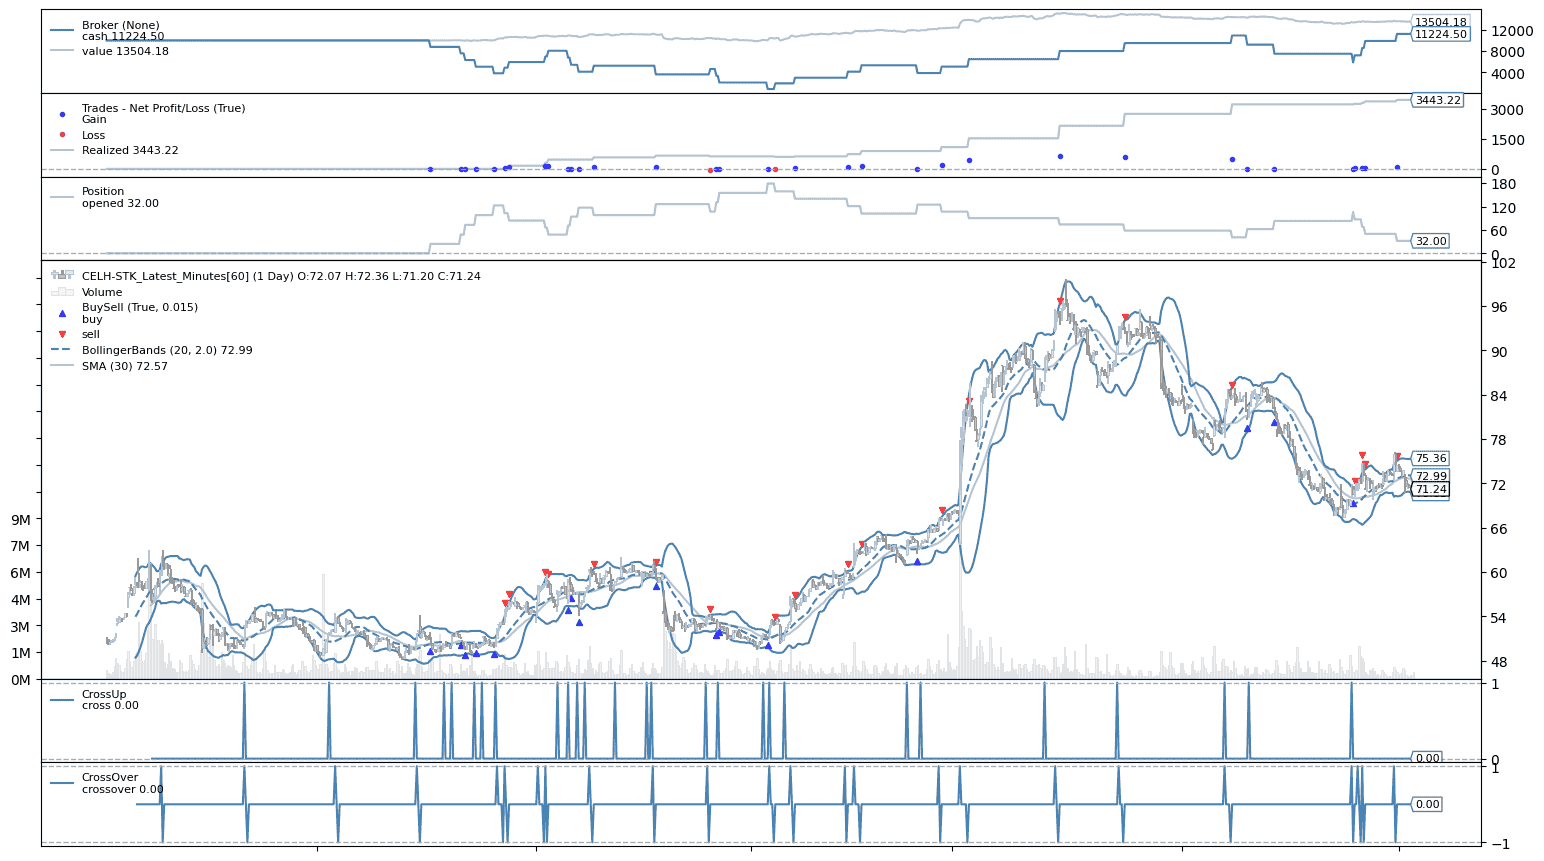 Broker (None)
cash 11224.50
value 13504.18
13504.18
11224.50
12000
8000
4000
Trades - Net Profit/Loss (True)
Gain
Loss
Realized 3443.22
3443.22
3000
1500
0
Position
opened 32.00
180
120
60
32.00
0
CELH-STK_Latest_Minutes[60] (1 Day) O:72.07 H:72.36 L:71.20 C:71.24
Volume
BuySell (True, 0.015)
buy
sell
BollingerBands (20, 2.0) 72.99
SMA (30) 72.57
102
96
90
84
78
75.36
72.99
72
71.24
66
60
54
48
9M
7M
6M
4M
3M
1M
0M
CrossUp
cross 0.00
1
0.00
0
CrossOver
crossover 0.00
1
0.00
−1